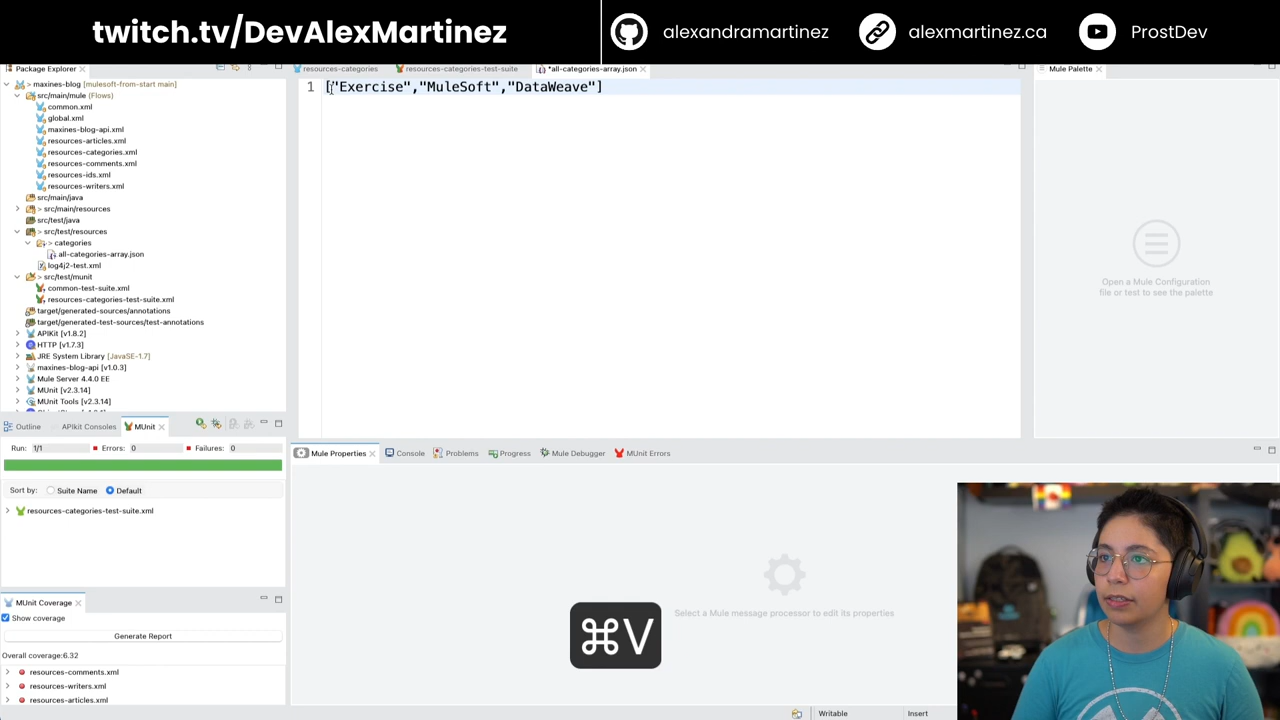 twitch.tv/DevAlexMartinez
alexandramartinez
alexmartinez.ca
ProstDev
Package Explorer
resources-categories
resources-categories-test-suite
*all-categories-array.json
Mule Palette
> maxines-blog [mulesoft-from-start main]
src/main/mule (Flows)
common.xml
global.xml
maxines-blog-api.xml
resources-articles.xml
resources-categories.xml
resources-comments.xml
resources-ids.xml
resources-writers.xml
src/main/java
> src/main/resources
src/test/java
> src/test/resources
> categories
all-categories-array.json
log4j2-test.xml
> src/test/munit
common-test-suite.xml
resources-categories-test-suite.xml
target/generated-sources/annotations
target/generated-test-sources/test-annotations
APIKit [v1.8.2]
HTTP [v1.7.3]
JRE System Library [JavaSE-1.7]
maxines-blog-api [v1.0.3]
Mule Server 4.4.0 EE
MUnit [v2.3.14]
MUnit Tools [v2.3.14]
1 ["Exercise","MuleSoft","DataWeave"]
Open a Mule Configuration
file or test to see the palette
Outline
APIkit Consoles
MUnit
Run: 1/1
Errors: 0
Failures: 0
Sort by:
Suite Name
Default
resources-categories-test-suite.xml
MUnit Coverage
Show coverage
Generate Report
Overall coverage:6.32
resources-comments.xml
resources-writers.xml
resources-articles.xml
Mule Properties
Console
Problems
Progress
Mule Debugger
MUnit Errors
Select a Mule message processor to edit its properties
⌘V
Writable
Insert